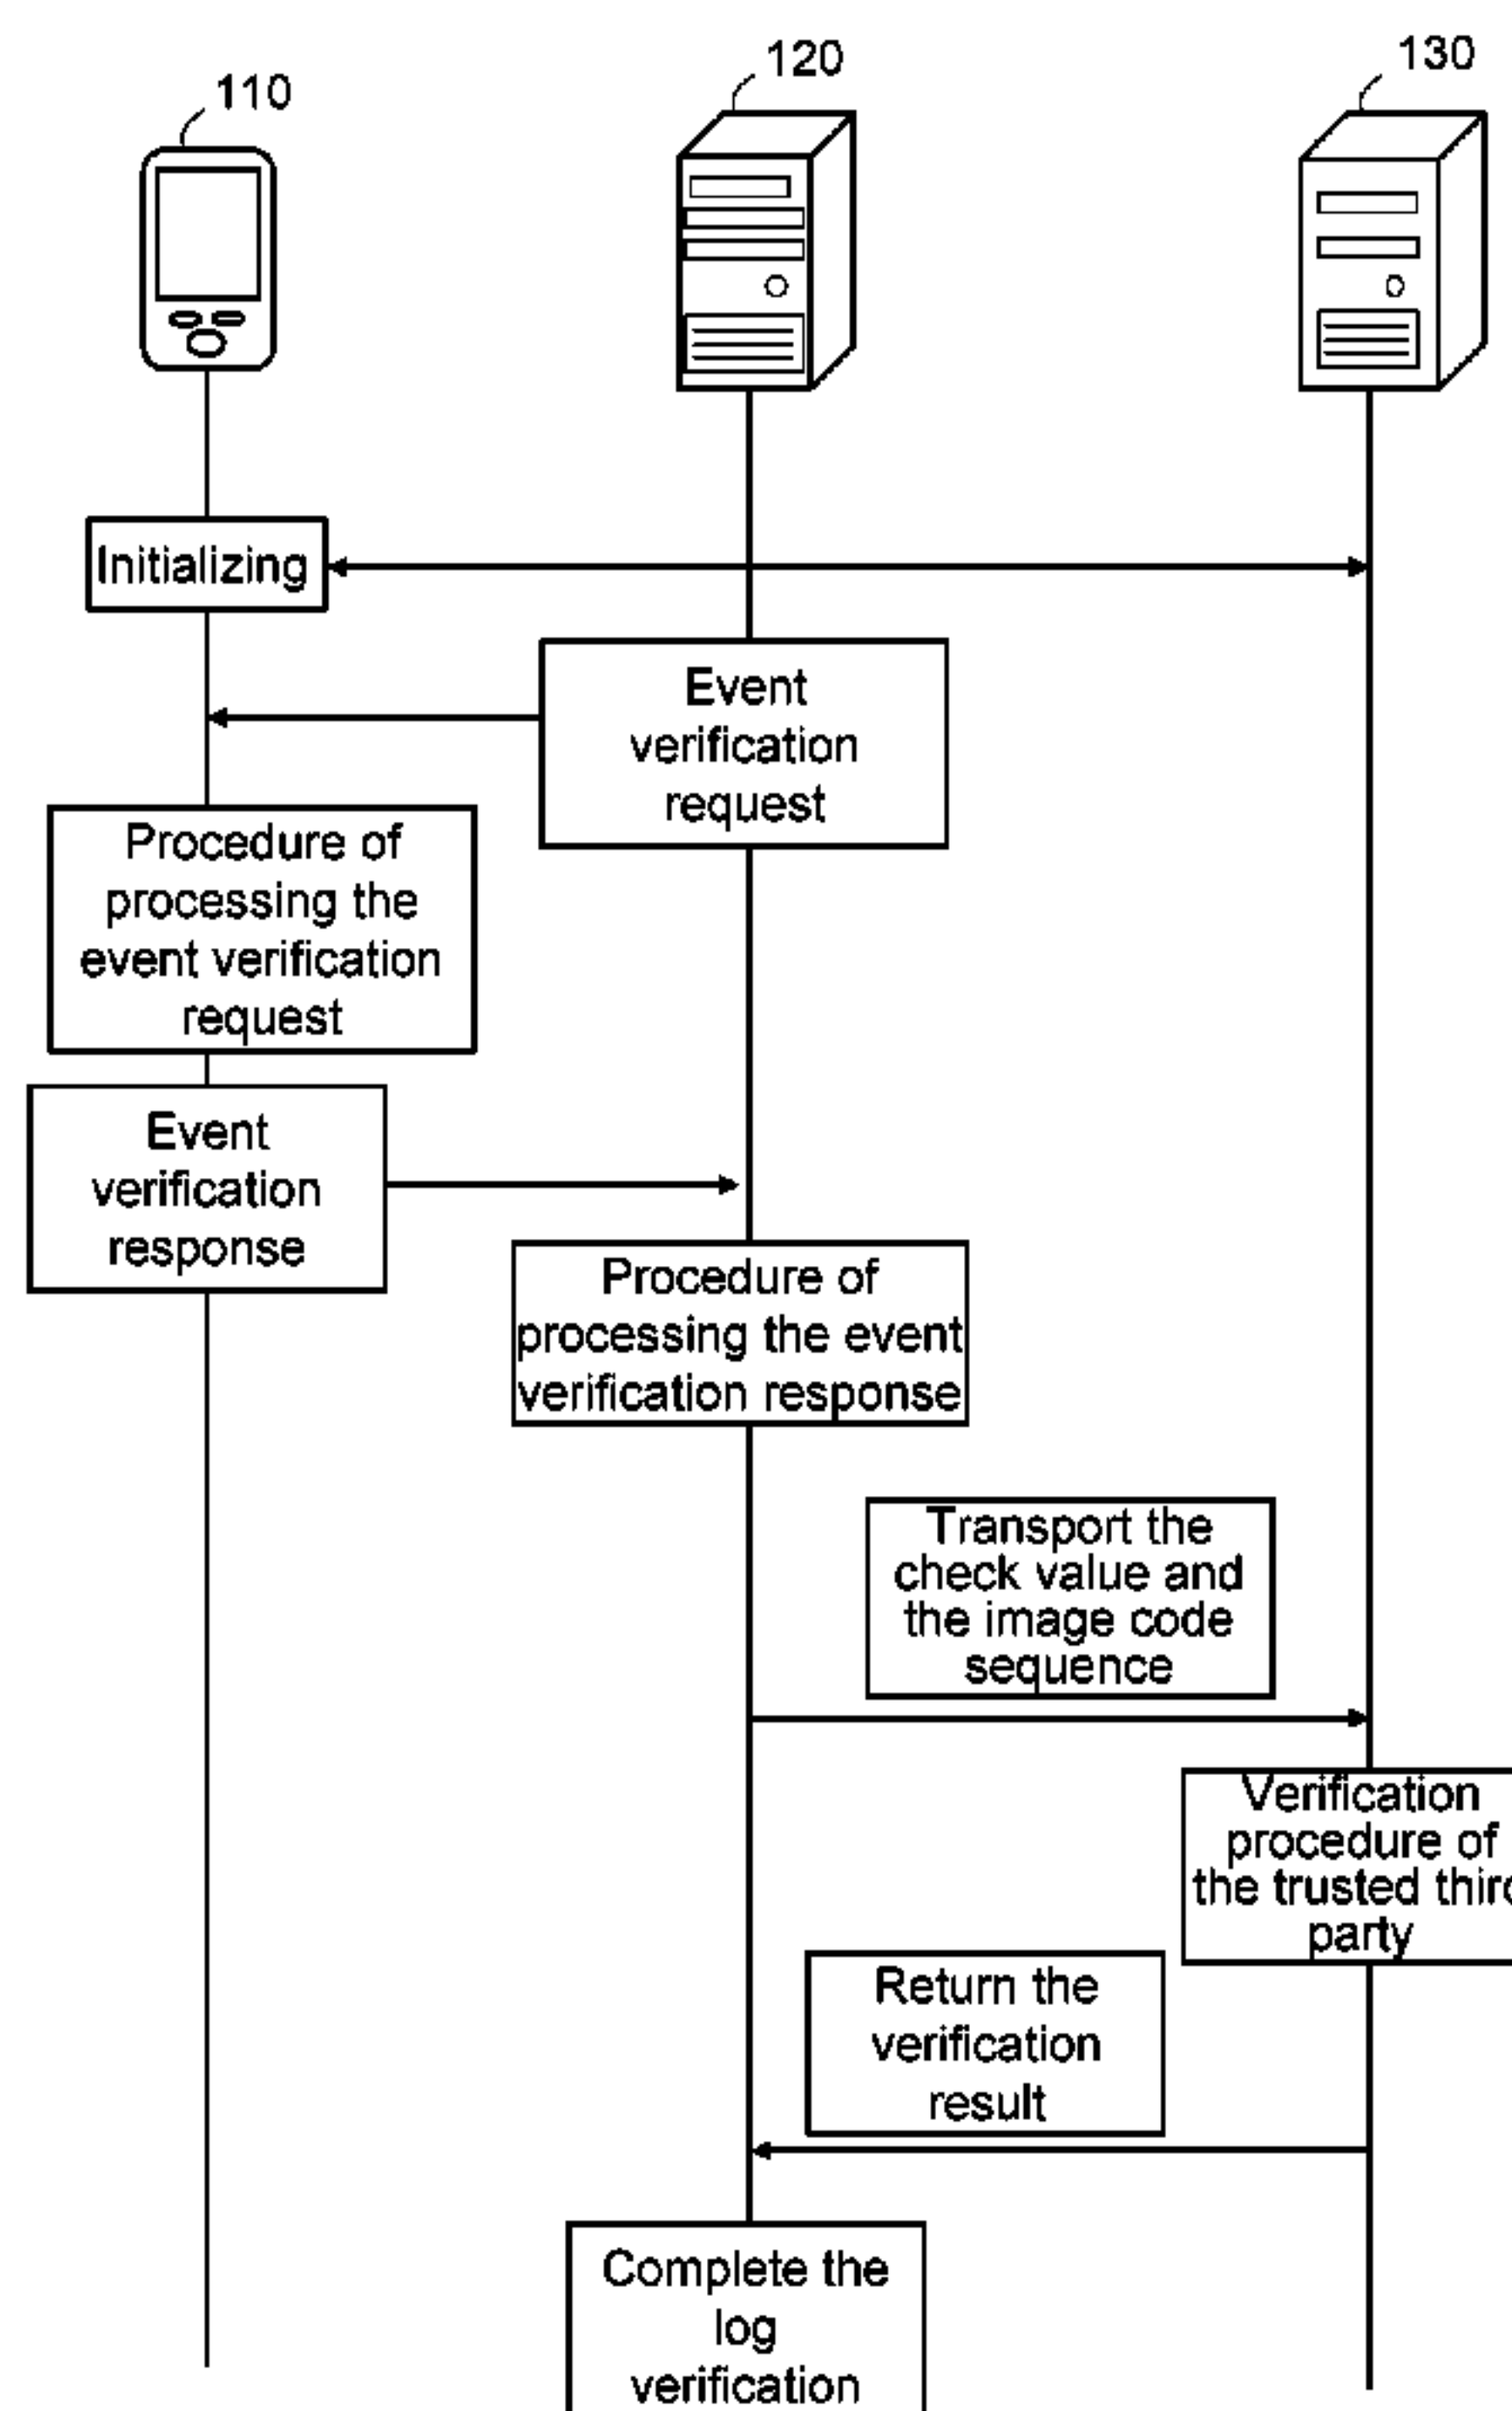 110
120
130
Initializing
Event
verification
request
Procedure of
processing the
event verification
request
Event
verification
response
Procedure of
processing the event
verification response
Transport the
check value and
the image code
sequence
Verification
procedure of
the trusted third
party
Return the
verification
result
Complete the
log
verification